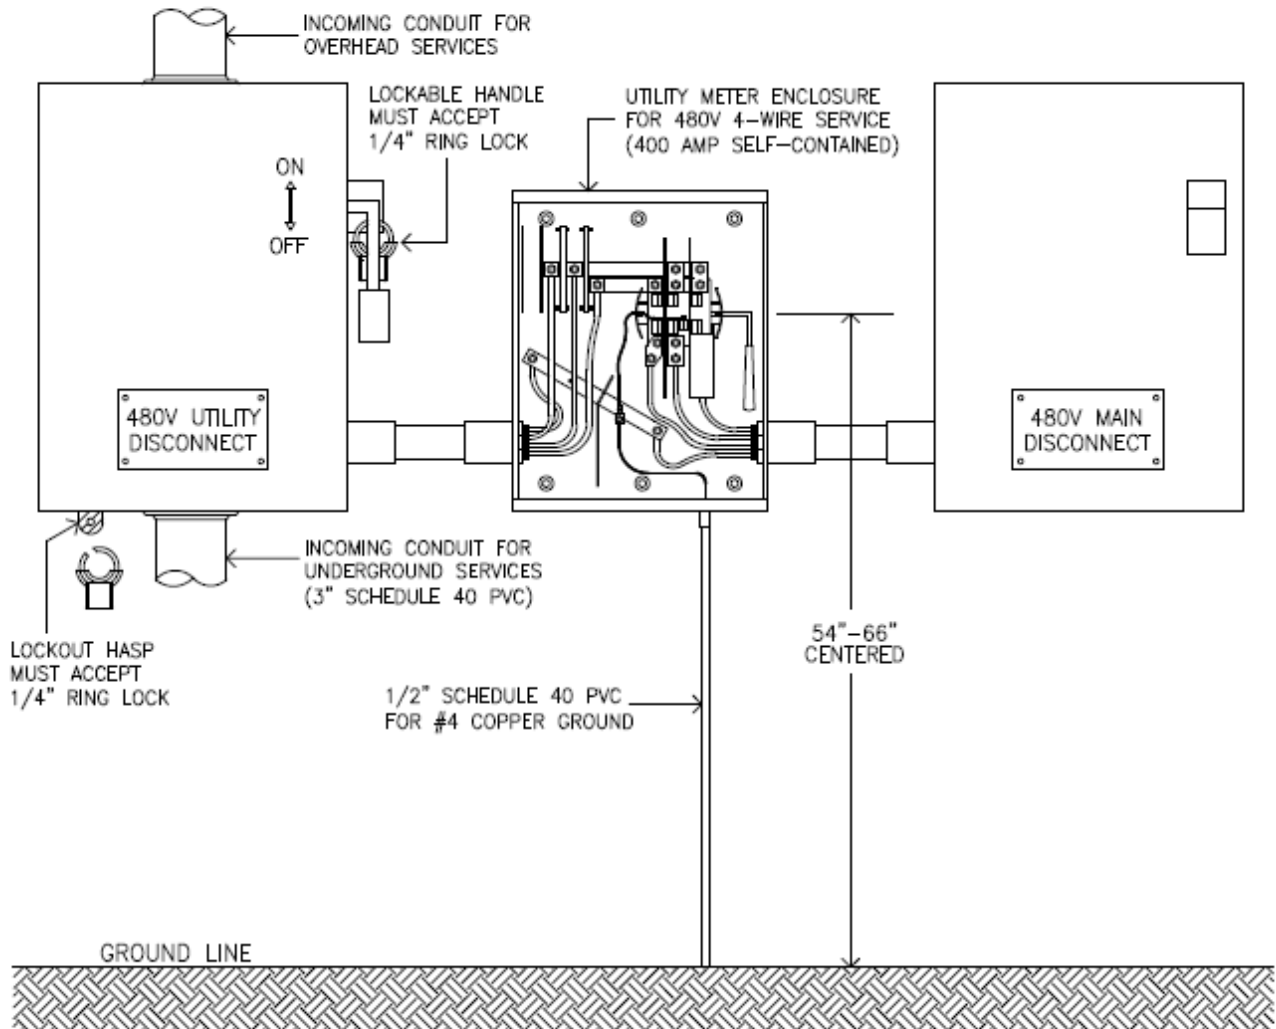 INCOMING CONDUIT FOR
OVERHEAD SERVICES
LOCKABLE HANDLE
MUST ACCEPT
1/4" RING LOCK
UTILITY METER ENCLOSURE
FOR 480V 4-WIRE SERVICE
(400 AMP SELF-CONTAINED)
ON
OFF
480V UTILITY
DISCONNECT
480V MAIN
DISCONNECT
INCOMING CONDUIT FOR
UNDERGROUND SERVICES
(3" SCHEDULE 40 PVC)
LOCKOUT HASP
MUST ACCEPT
1/4" RING LOCK
54"-66"
CENTERED
1/2" SCHEDULE 40 PVC
FOR #4 COPPER GROUND
GROUND LINE